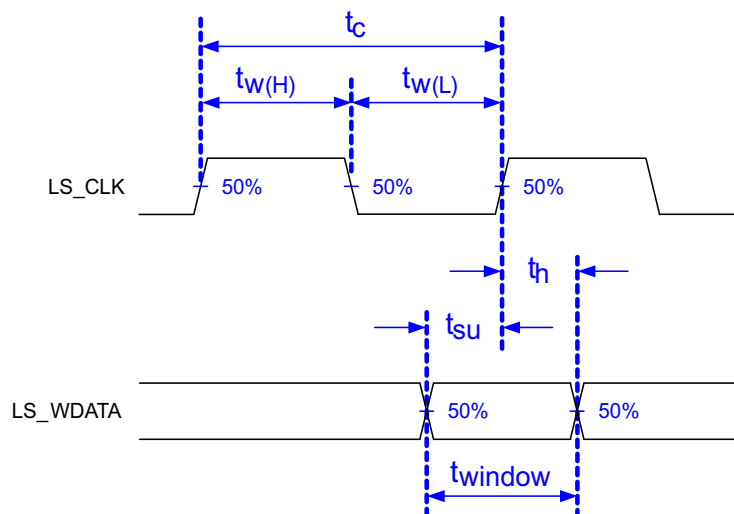 tc
tw(H) tw(L)
LS_CLK 50% 50% 50%
th
tsu
LS_WDATA 50% 50%
twindow